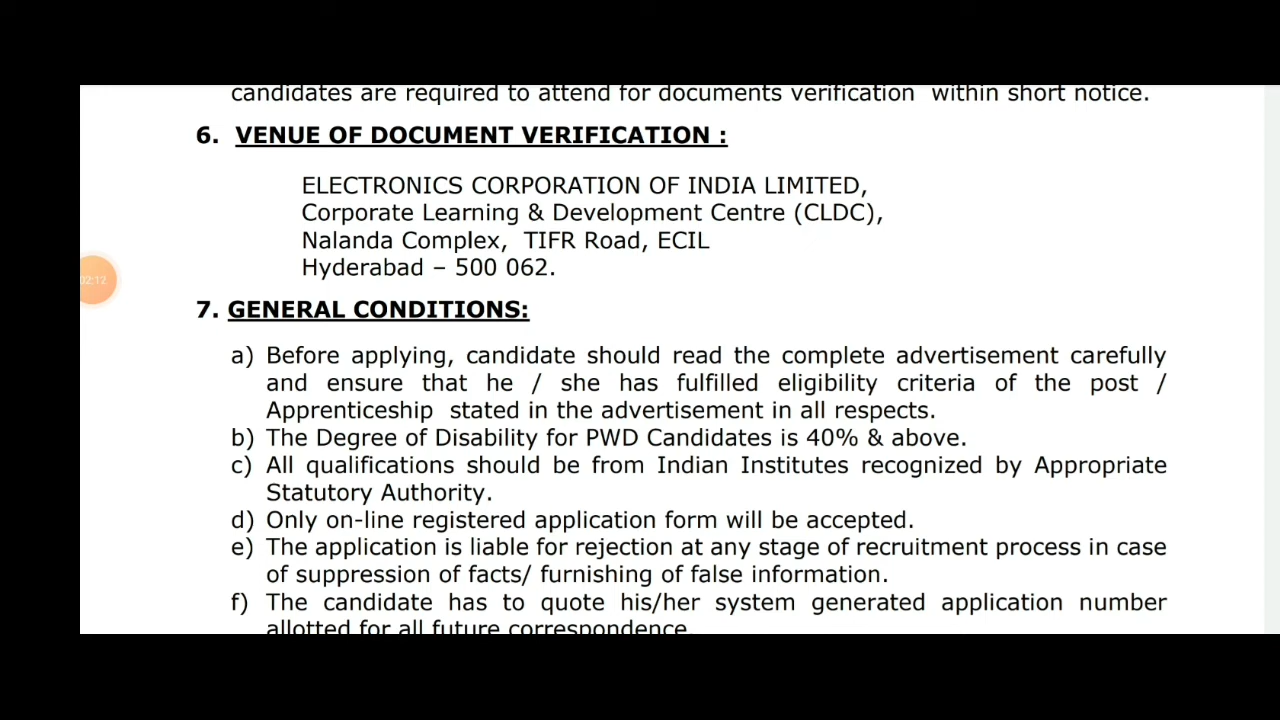 candidates are required to attend for documents verification within short notice.
6. VENUE OF DOCUMENT VERIFICATION :
ELECTRONICS CORPORATION OF INDIA LIMITED,
Corporate Learning & Development Centre (CLDC),
Nalanda Complex, TIFR Road, ECIL
Hyderabad – 500 062.
02:12
7. GENERAL CONDITIONS:
a) Before applying, candidate should read the complete advertisement carefully
and ensure that he / she has fulfilled eligibility criteria of the post /
Apprenticeship stated in the advertisement in all respects.
b) The Degree of Disability for PWD Candidates is 40% & above.
c) All qualifications should be from Indian Institutes recognized by Appropriate
Statutory Authority.
d) Only on-line registered application form will be accepted.
e) The application is liable for rejection at any stage of recruitment process in case
of suppression of facts/ furnishing of false information.
f) The candidate has to quote his/her system generated application number
allotted for all future correspondence.